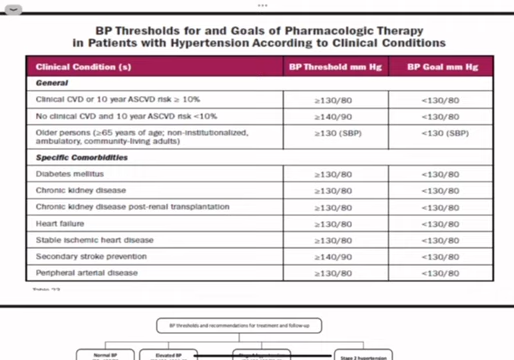 BP Thresholds for and Goals of Pharmacologic Therapy
in Patients with Hypertension According to Clinical Conditions
Clinical Condition (s) BP Threshold mm Hg BP Goal mm Hg
General
Clinical CVD or 10 year ASCVD risk ≥ 10% ≥130/80 <130/80
No clinical CVD and 10 year ASCVD risk <10% ≥140/90 <130/80
Older persons (≥65 years of age; non-institutionalized, ≥130 (SBP) <130 (SBP)
ambulatory, community-living adults)
Specific Comorbidities
Diabetes mellitus ≥130/80 <130/80
Chronic kidney disease ≥130/80 <130/80
Chronic kidney disease post-renal transplantation ≥130/80 <130/80
Heart failure ≥130/80 <130/80
Stable ischemic heart disease ≥130/80 <130/80
Secondary stroke prevention ≥140/90 <130/80
Peripheral arterial disease ≥130/80 <130/80
BP thresholds and recommendations for treatment and follow-up
Normal BP Elevated BP Stage 2 hypertension